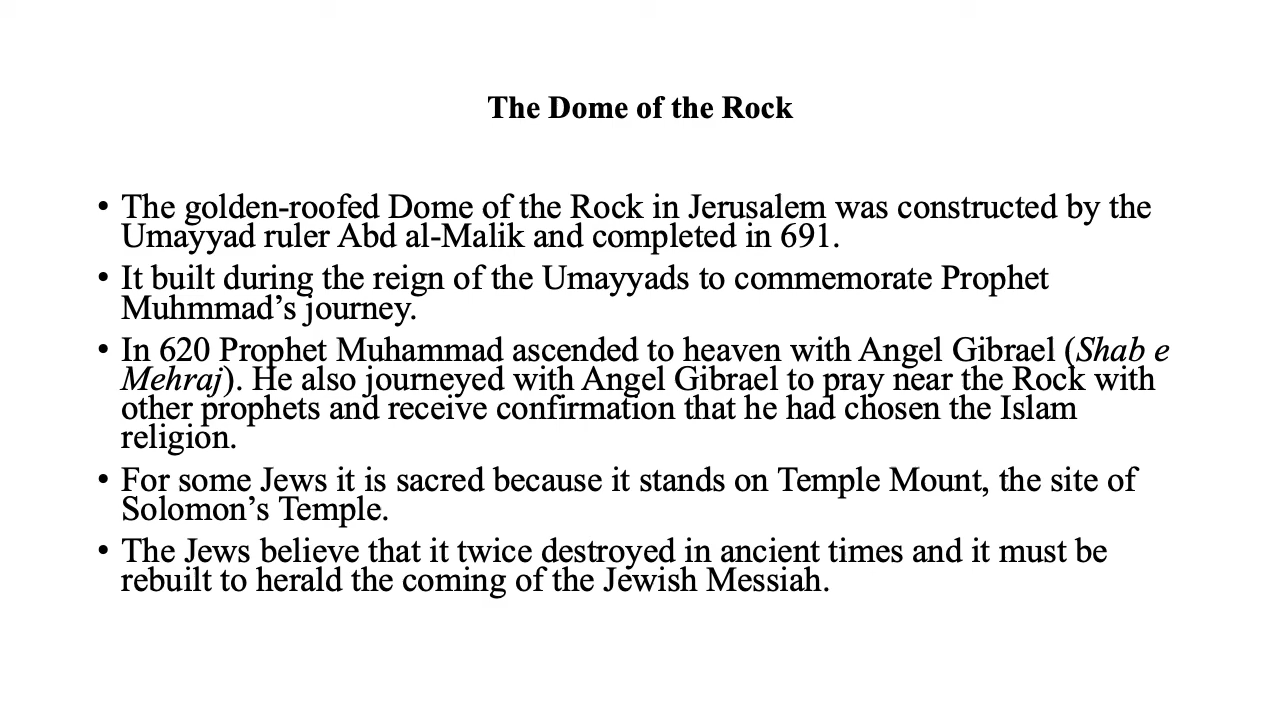 The Dome of the Rock
• The golden-roofed Dome of the Rock in Jerusalem was constructed by the
Umayyad ruler Abd al-Malik and completed in 691.
• It built during the reign of the Umayyads to commemorate Prophet
Muhmmad’s journey.
• In 620 Prophet Muhammad ascended to heaven with Angel Gibrael (Shab e
Mehraj). He also journeyed with Angel Gibrael to pray near the Rock with
other prophets and receive confirmation that he had chosen the Islam
religion.
• For some Jews it is sacred because it stands on Temple Mount, the site of
Solomon’s Temple.
• The Jews believe that it twice destroyed in ancient times and it must be
rebuilt to herald the coming of the Jewish Messiah.